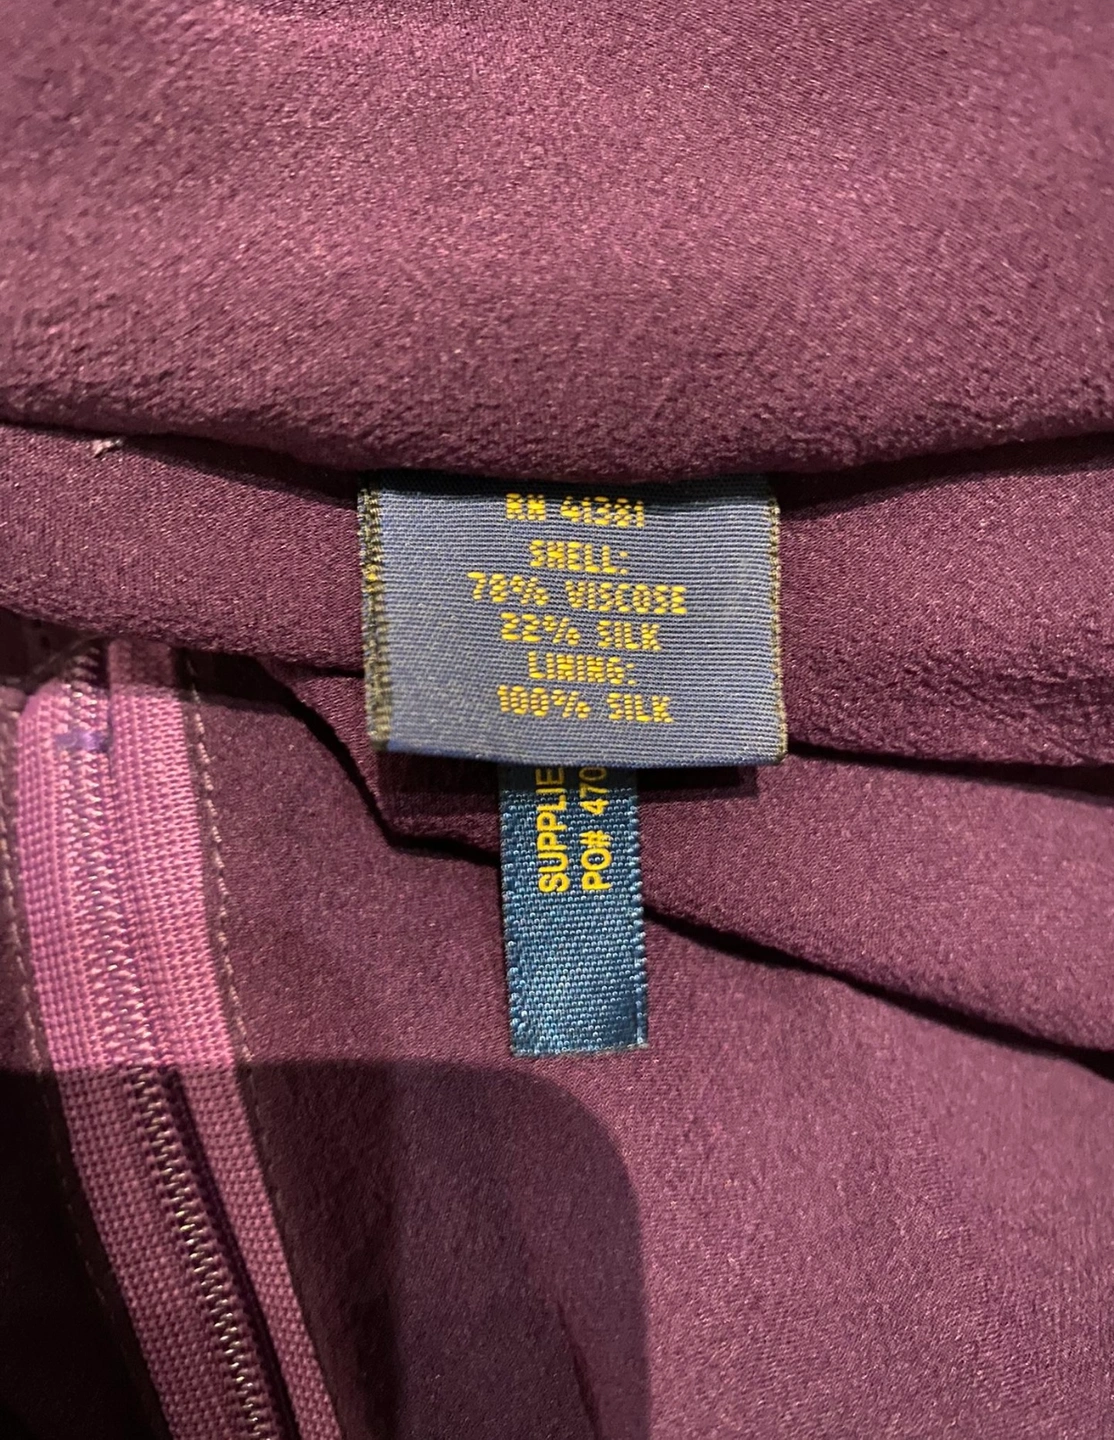 RN 41381
SHELL:
78% VISCOSE
22% SILK
LINING:
100% SILK
SUPPLIE
PO# 470